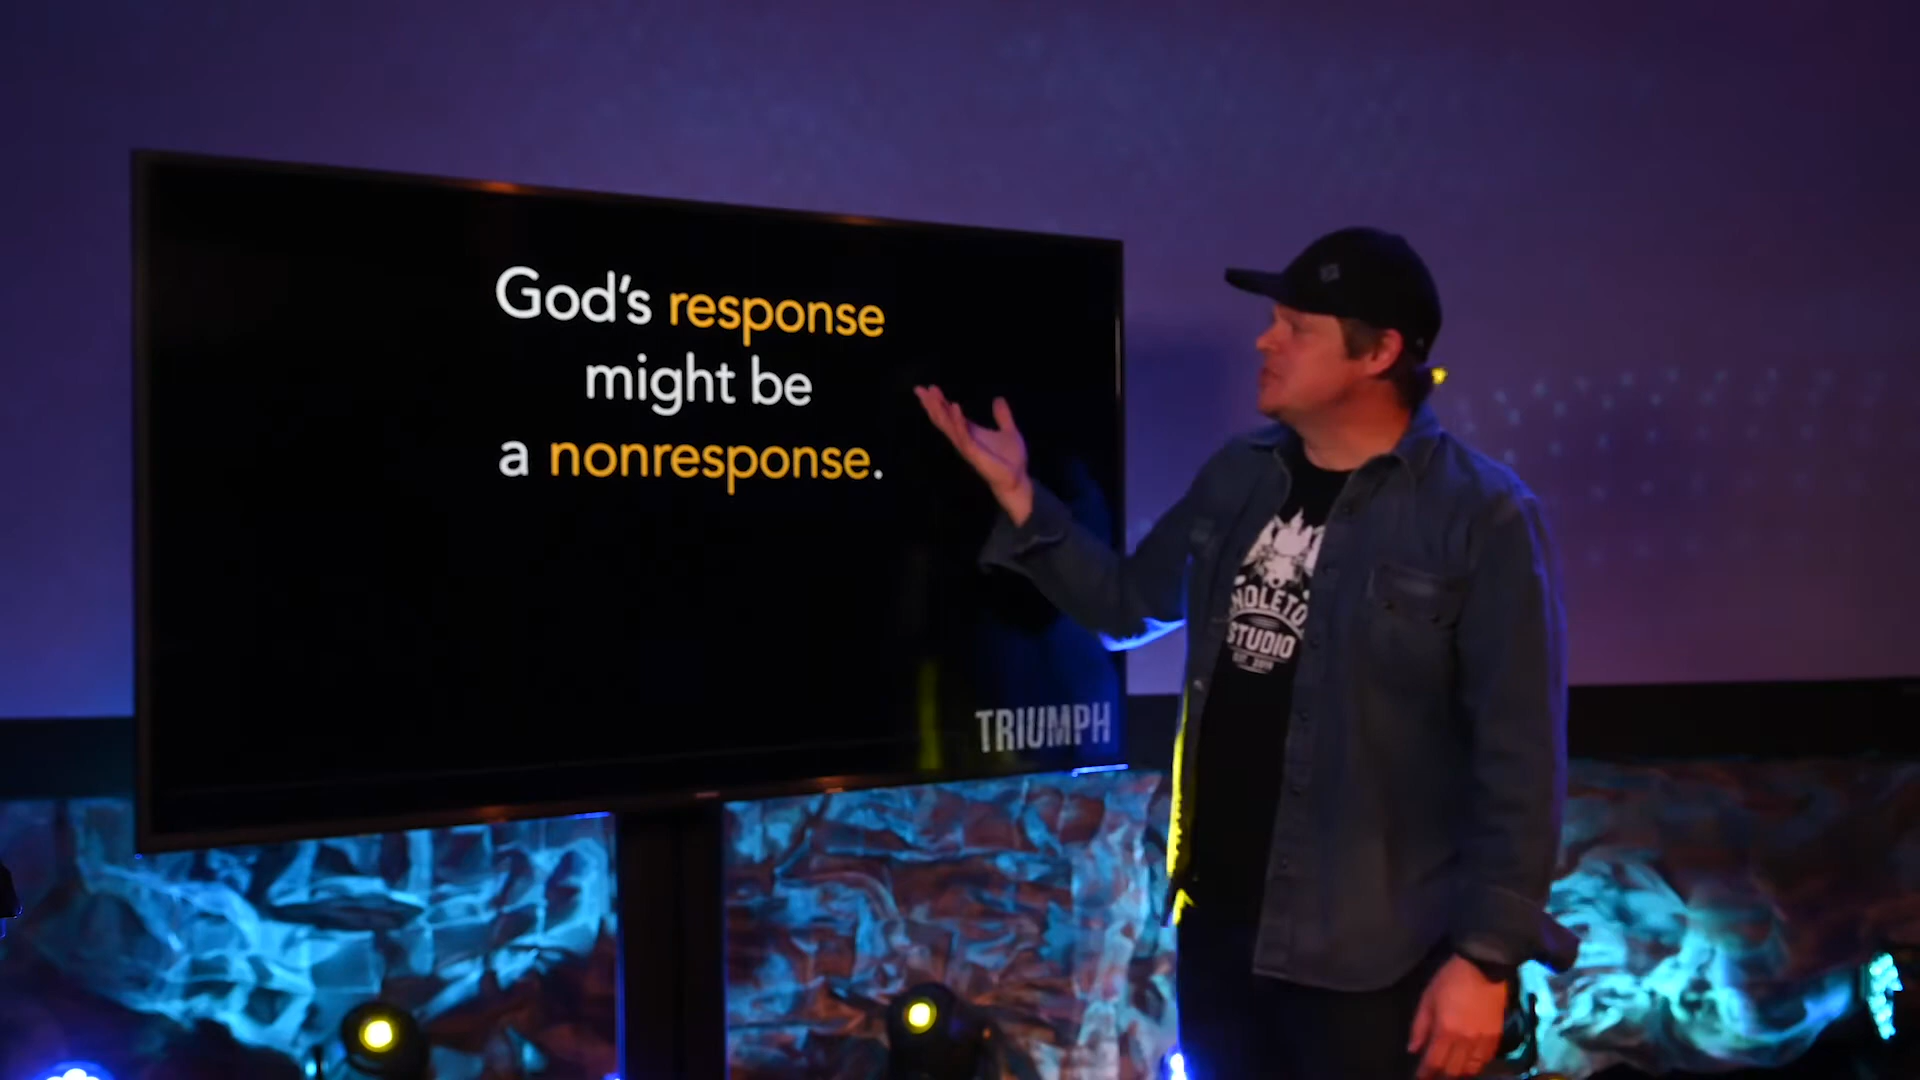 God's response
might be
a nonresponse.
TRIUMPH
STUDIO